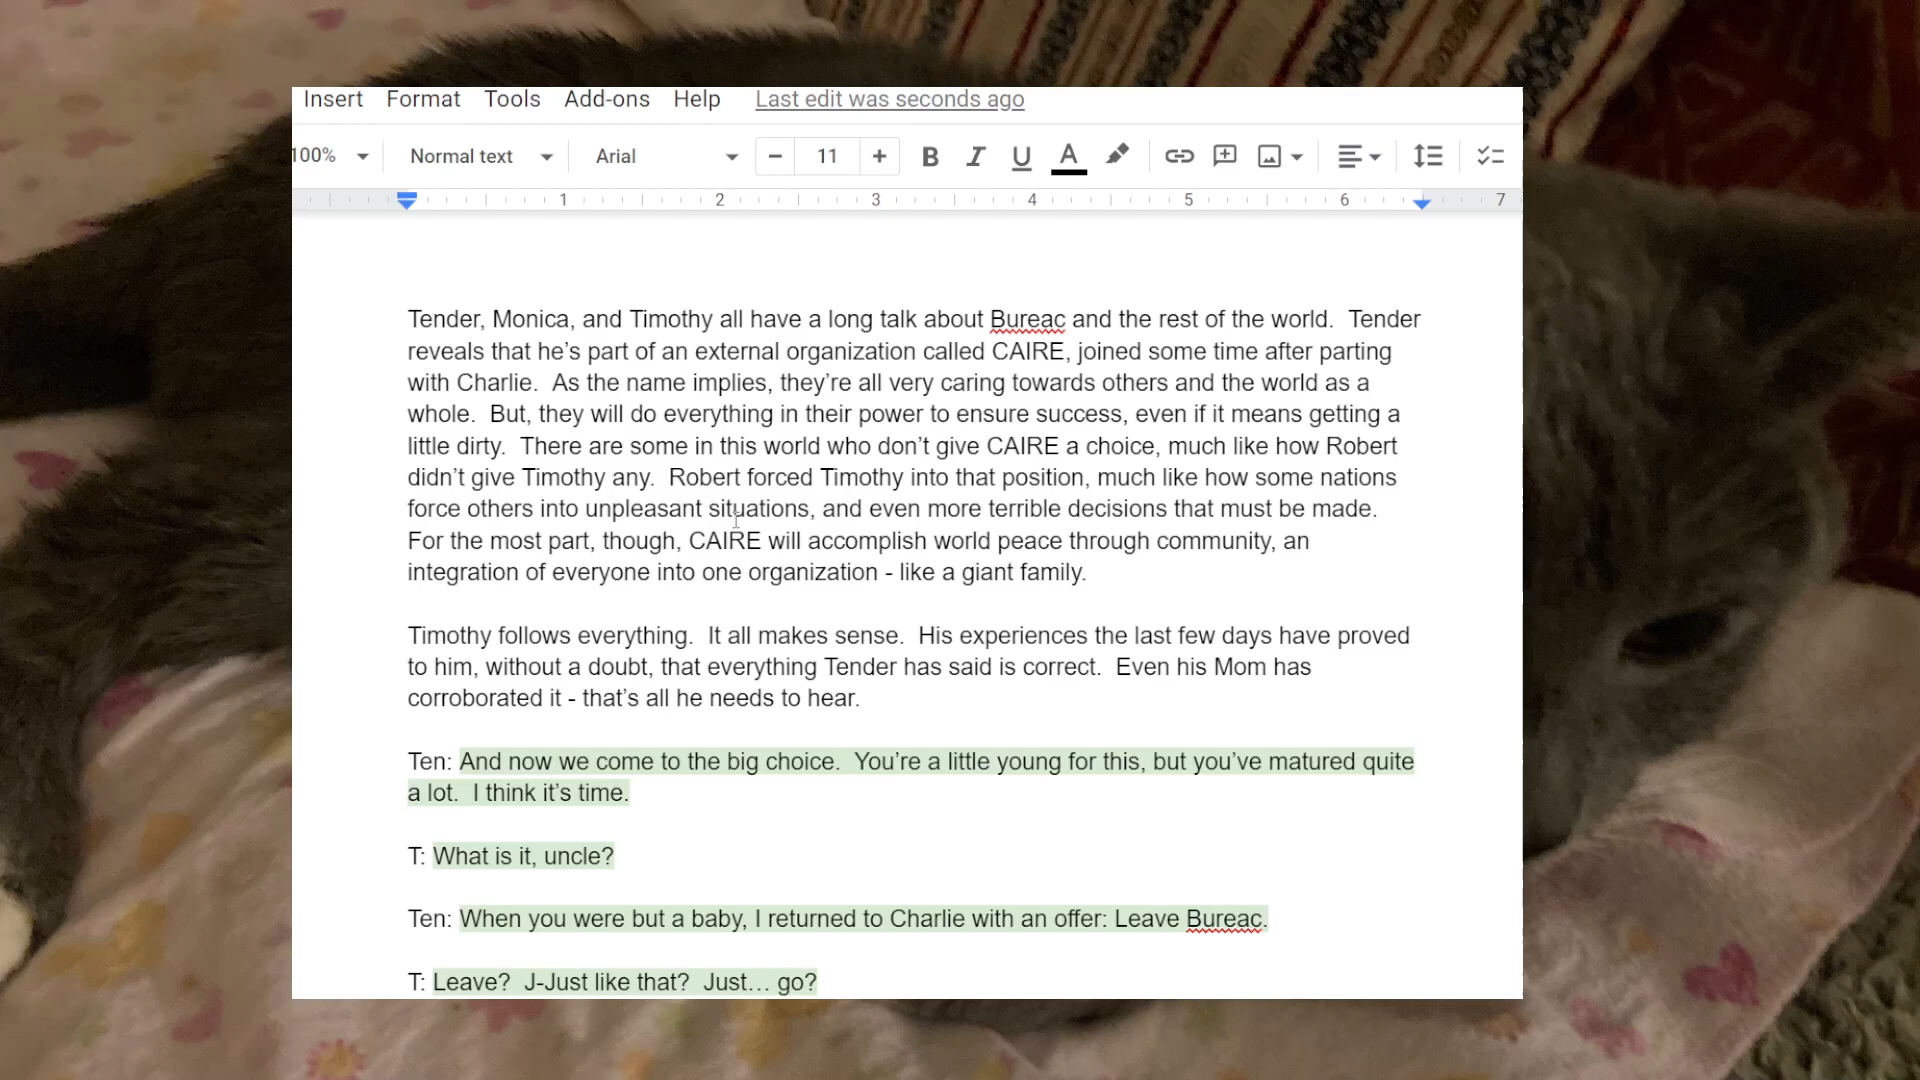 Insert Format Tools Add-ons Help Last edit was seconds ago
100% Normal text Arial − 11 + B I U A
1 2 3 4 5 6 7
Tender, Monica, and Timothy all have a long talk about Bureac and the rest of the world.  Tender
reveals that he’s part of an external organization called CAIRE, joined some time after parting
with Charlie.  As the name implies, they’re all very caring towards others and the world as a
whole.  But, they will do everything in their power to ensure success, even if it means getting a
little dirty.  There are some in this world who don’t give CAIRE a choice, much like how Robert
didn’t give Timothy any.  Robert forced Timothy into that position, much like how some nations
force others into unpleasant situations, and even more terrible decisions that must be made.
For the most part, though, CAIRE will accomplish world peace through community, an
integration of everyone into one organization - like a giant family.
Timothy follows everything.  It all makes sense.  His experiences the last few days have proved
to him, without a doubt, that everything Tender has said is correct.  Even his Mom has
corroborated it - that’s all he needs to hear.
Ten: And now we come to the big choice.  You’re a little young for this, but you’ve matured quite
a lot.  I think it’s time.
T: What is it, uncle?
Ten: When you were but a baby, I returned to Charlie with an offer: Leave Bureac.
T: Leave?  J-Just like that?  Just… go?